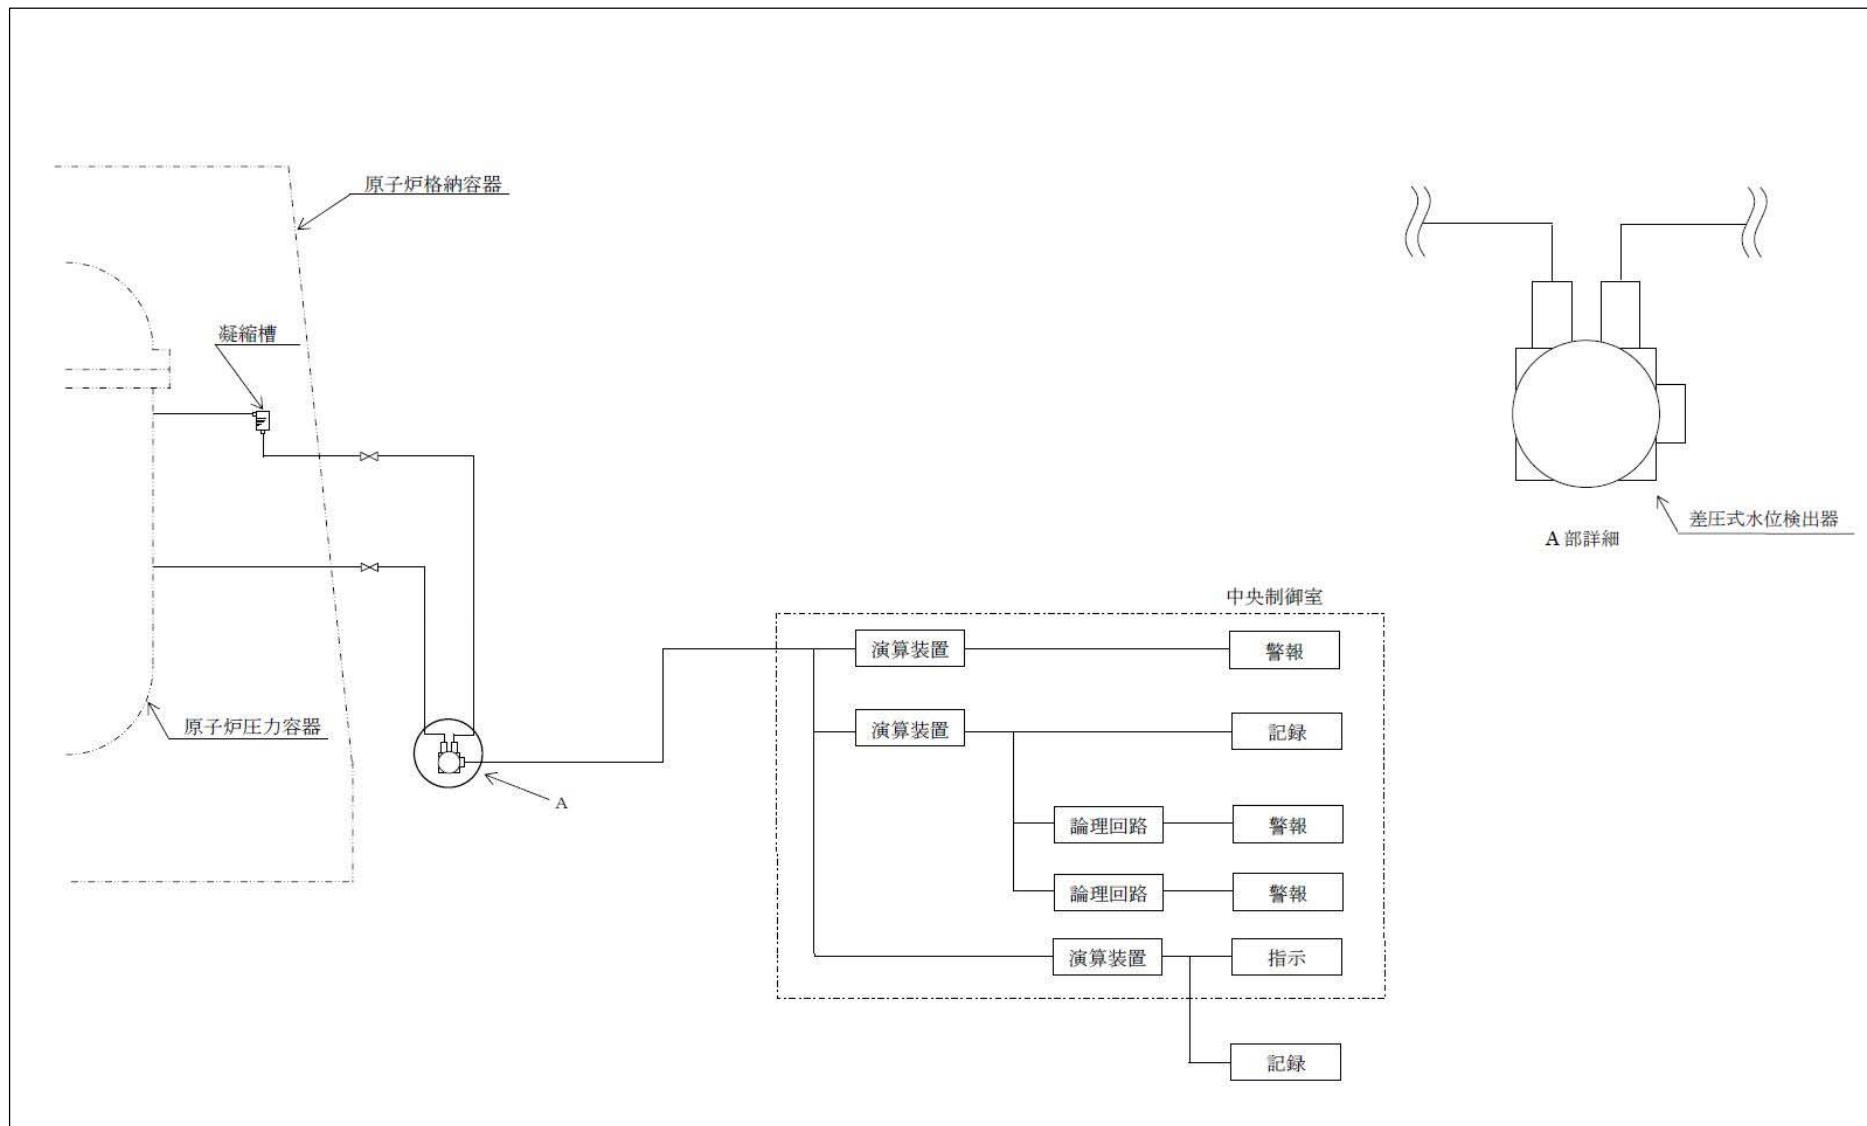 原子炉格納容器
凝縮槽
原子炉圧力容器
A
差圧式水位検出器
A 部詳細
中央制御室
演算装置
警報
演算装置
記録
論理回路
警報
論理回路
警報
演算装置
指示
記録